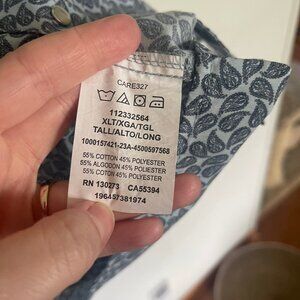 CARE327
112332564
XLT/XGA/TGL
TALL/ALTO/LONG
1000157421-23A-4500597568
55% COTTON 45% POLYESTER
55% ALGODON 45% POLIESTER
55% COTON 45% POLYESTER
RN 130273 CA55394
196457381974